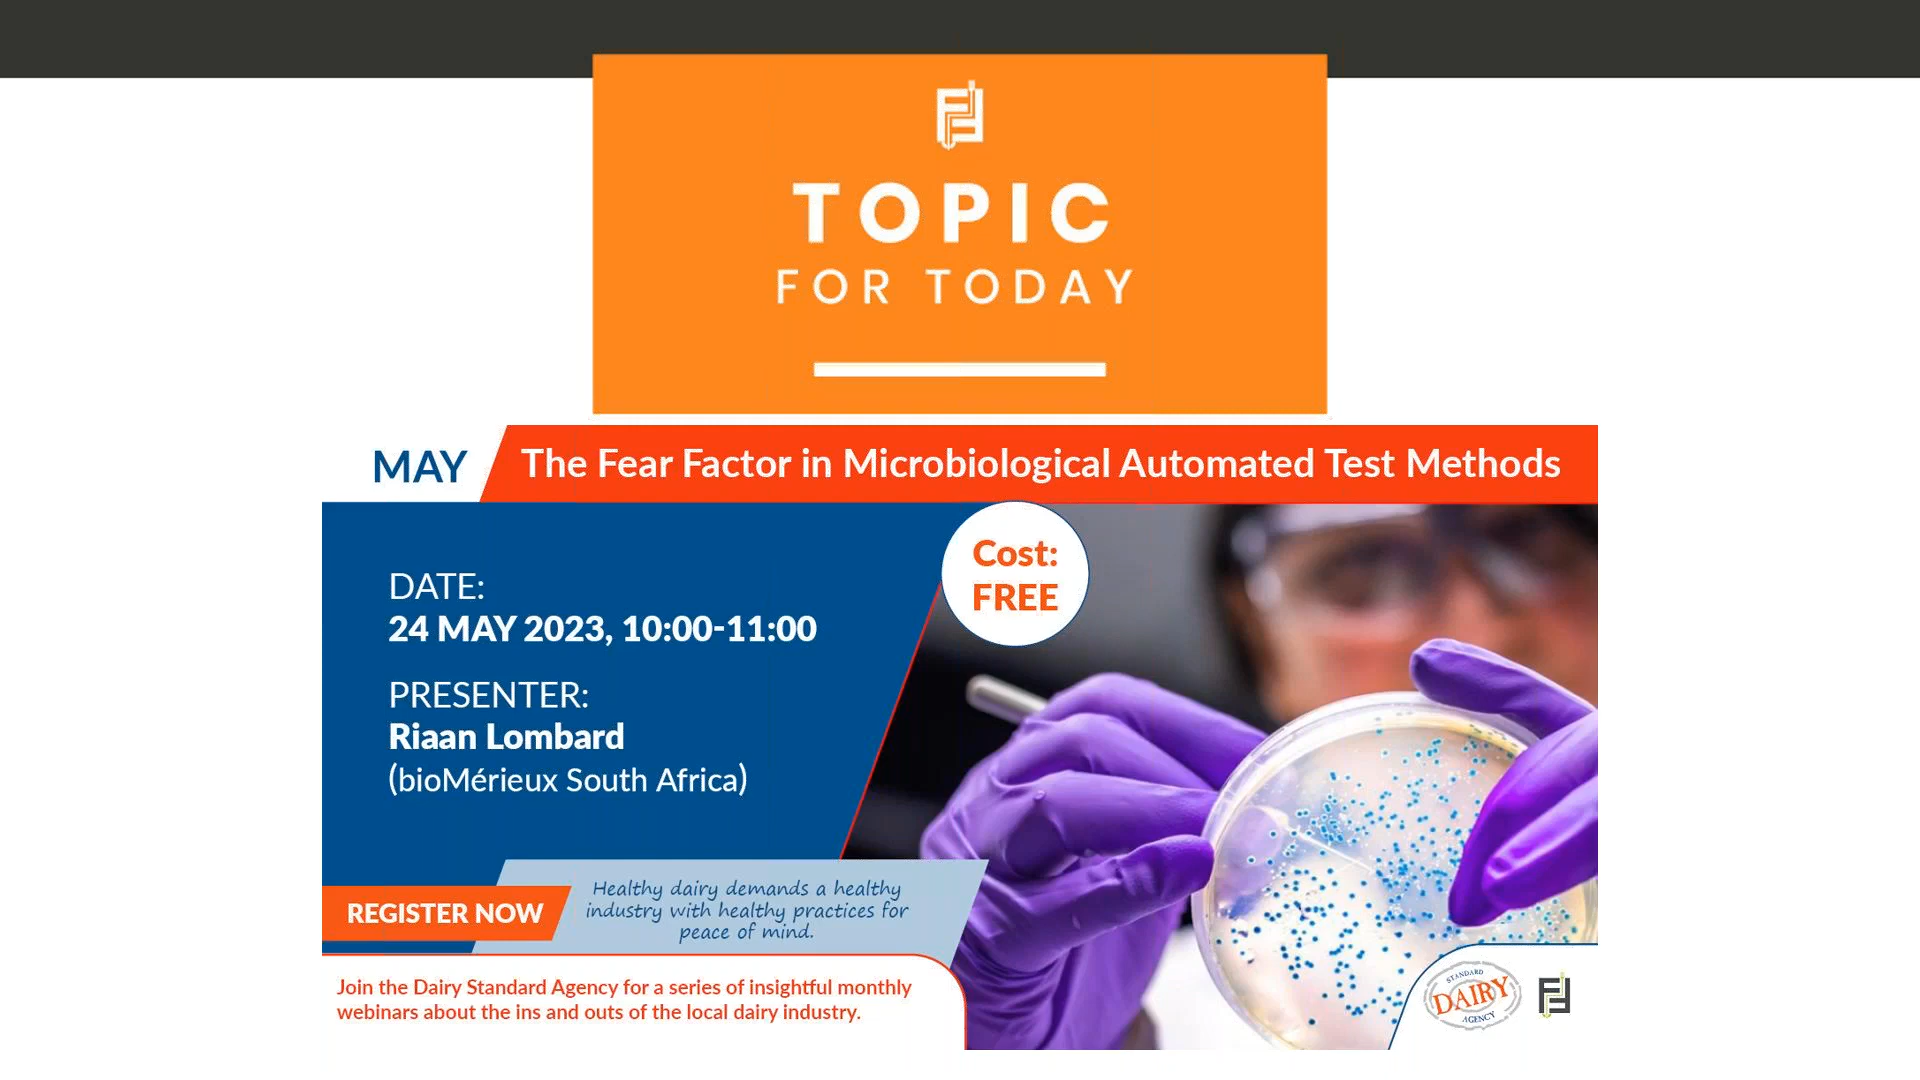 TOPIC
FOR TODAY
MAY
The Fear Factor in Microbiological Automated Test Methods
Cost:
FREE
DATE:
24 MAY 2023, 10:00-11:00
PRESENTER:
Riaan Lombard
(bioMérieux South Africa)
REGISTER NOW
Healthy dairy demands a healthy
industry with healthy practices for
peace of mind.
Join the Dairy Standard Agency for a series of insightful monthly
webinars about the ins and outs of the local dairy industry.
STANDARD
DAIRY
AGENCY